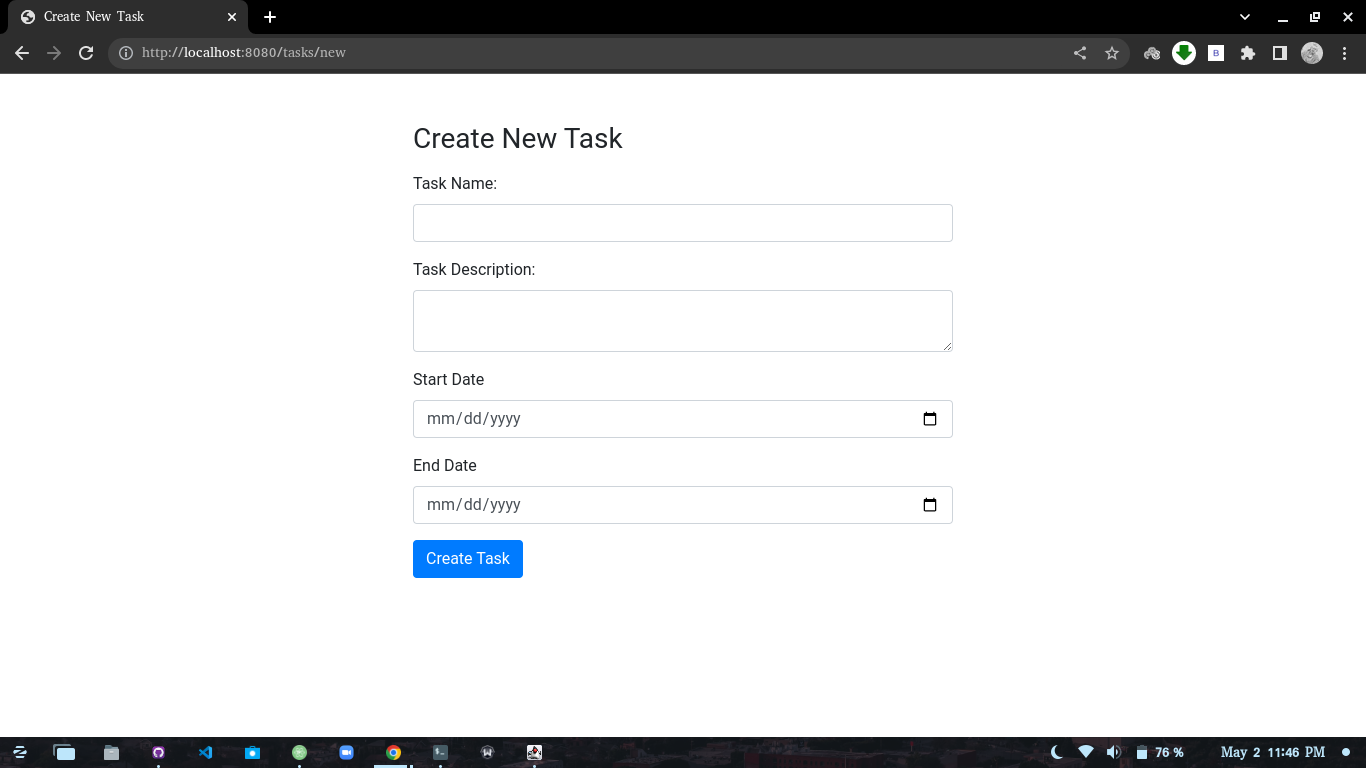 Create New Task
http://localhost:8080/tasks/new
B
Create New Task
Task Name:
Task Description:
Start Date
mm/dd/yyyy
End Date
mm/dd/yyyy
Create Task
76 %
May 2 11:46 PM